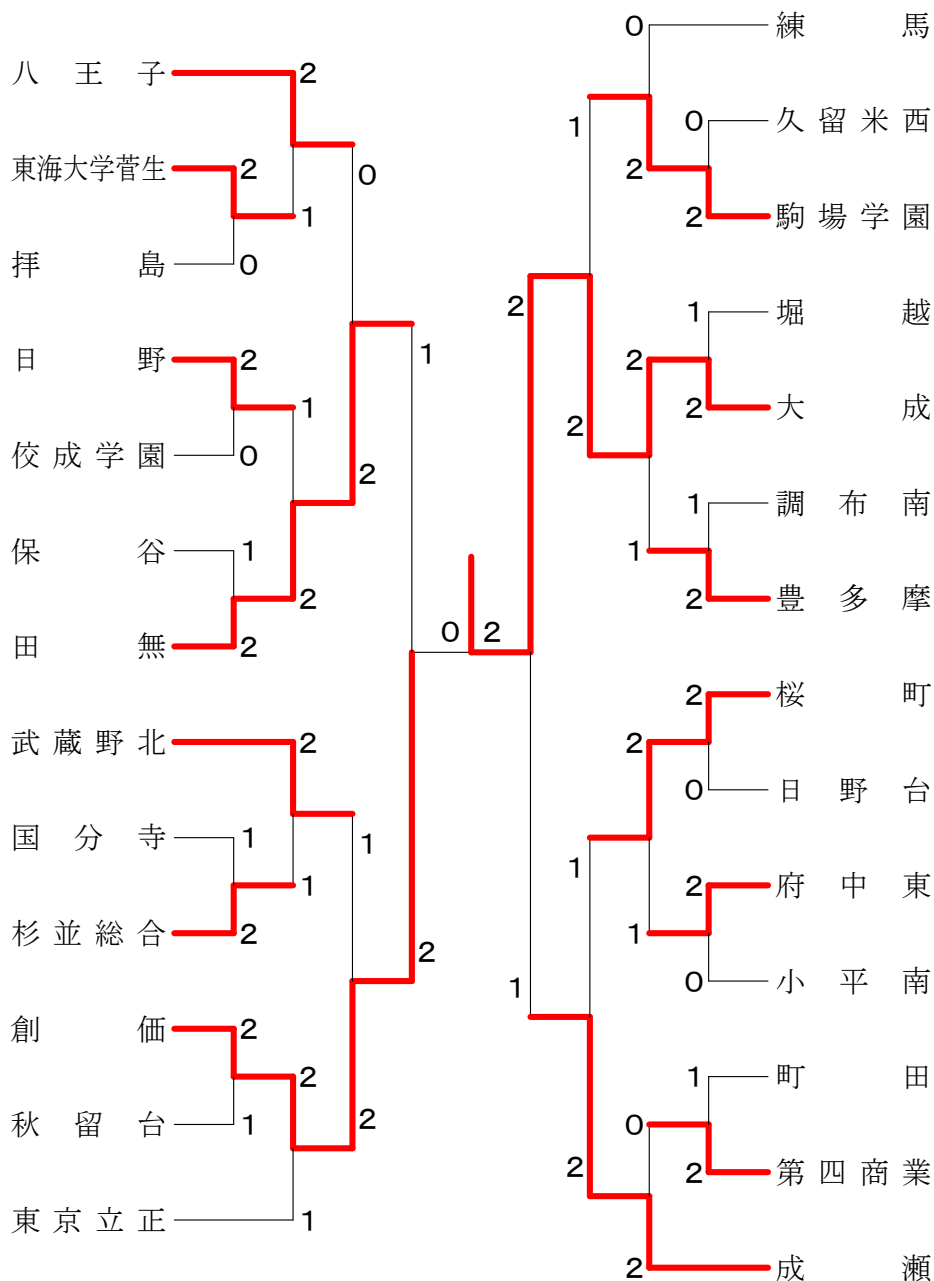 八王子
2
東海大学菅生
2
0
1
拝島
0
日野
2
1
1
佼成学園
0
2
保谷
1
2
田無
2
武蔵野北
2
国分寺
1
1
1
杉並総合
2
2
創価
2
2
秋留台
1
2
東京立正
1
0
2
練馬
0
久留米西
0
1
2
駒場学園
2
2
堀越
1
2
大成
2
2
調布南
1
1
豊多摩
2
桜町
2
2
日野台
0
1
府中東
2
1
小平南
0
1
町田
1
0
第四商業
2
2
成瀬
2